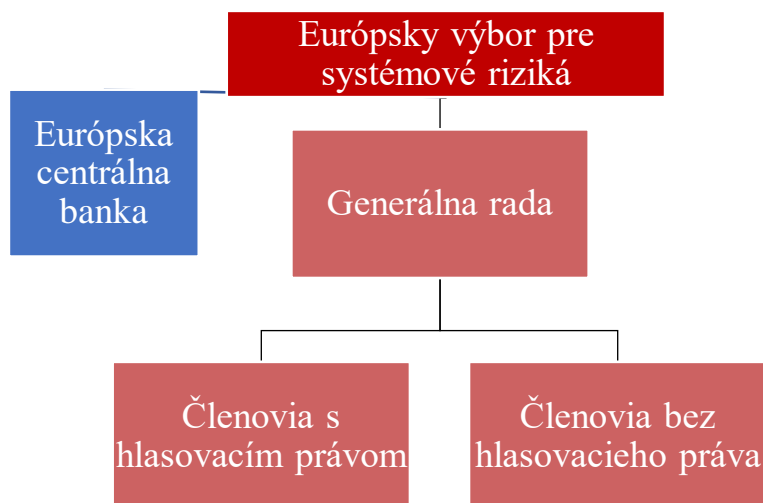 Európsky výbor pre
systémové riziká
Európska
centrálna
banka
Generálna rada
Členovia s
hlasovacím právom
Členovia bez
hlasovacieho práva